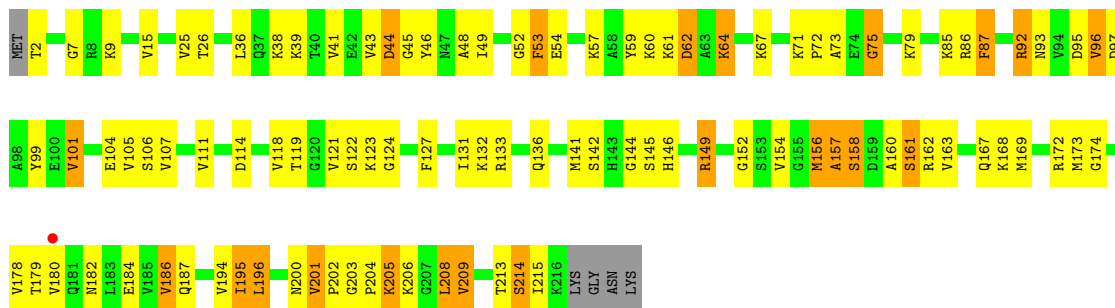 MET T2 G7 R8 K9 V15 V25 T26 L36 Q37 K38 K39 T40 V41 E42 V43 D44 G45 Y46 N47 A48 I49 G52 F53 E54 K57 A58 Y59 K60 K61 D62 A63 K64 K67 K71 P72 A73 E74 G75 K79 K85 R86 F87 R92 N93 V94 D95 V96
A98 Y99 E100 V101 E104 V105 S106 V107 V111 D114 V118 T119 G120 V121 S122 K123 G124 F127 I131 K132 R133 Q136 M141 S142 H143 G144 S145 H146 R149 G152 S153 V154 G155 M156 A157 S158 D159 A160 S161 R162 V163 Q167 K168 M169 R172 M173 G174
V178 T179 V180 Q181 N182 L183 E184 V185 V186 Q187 V194 I195 L196 N200 V201 P202 G203 P204 K205 K206 G207 L208 V209 T213 S214 I215 K216 LYS GLY ASN LYS